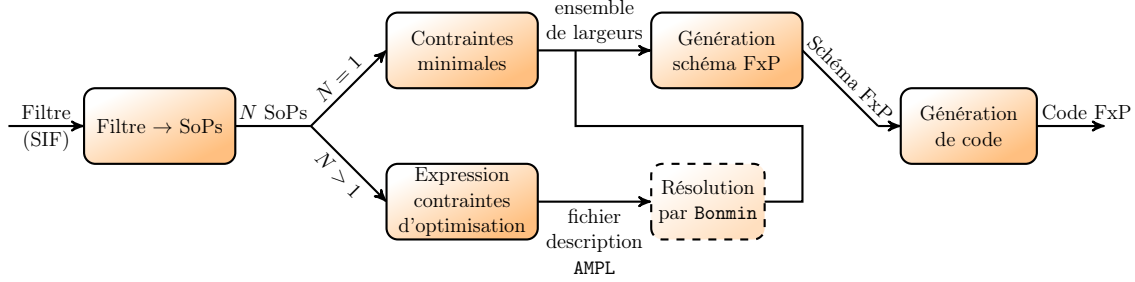 Filtre
(SIF)
Filtre → SoPs
N SoPs
N = 1
N > 1
Contraintes
minimales
ensemble
de largeurs
Génération
schéma FxP
Schéma FxP
Génération
de code
Code FxP
Expression
contraintes
d'optimisation
fichier
description
AMPL
Résolution
par Bonmin